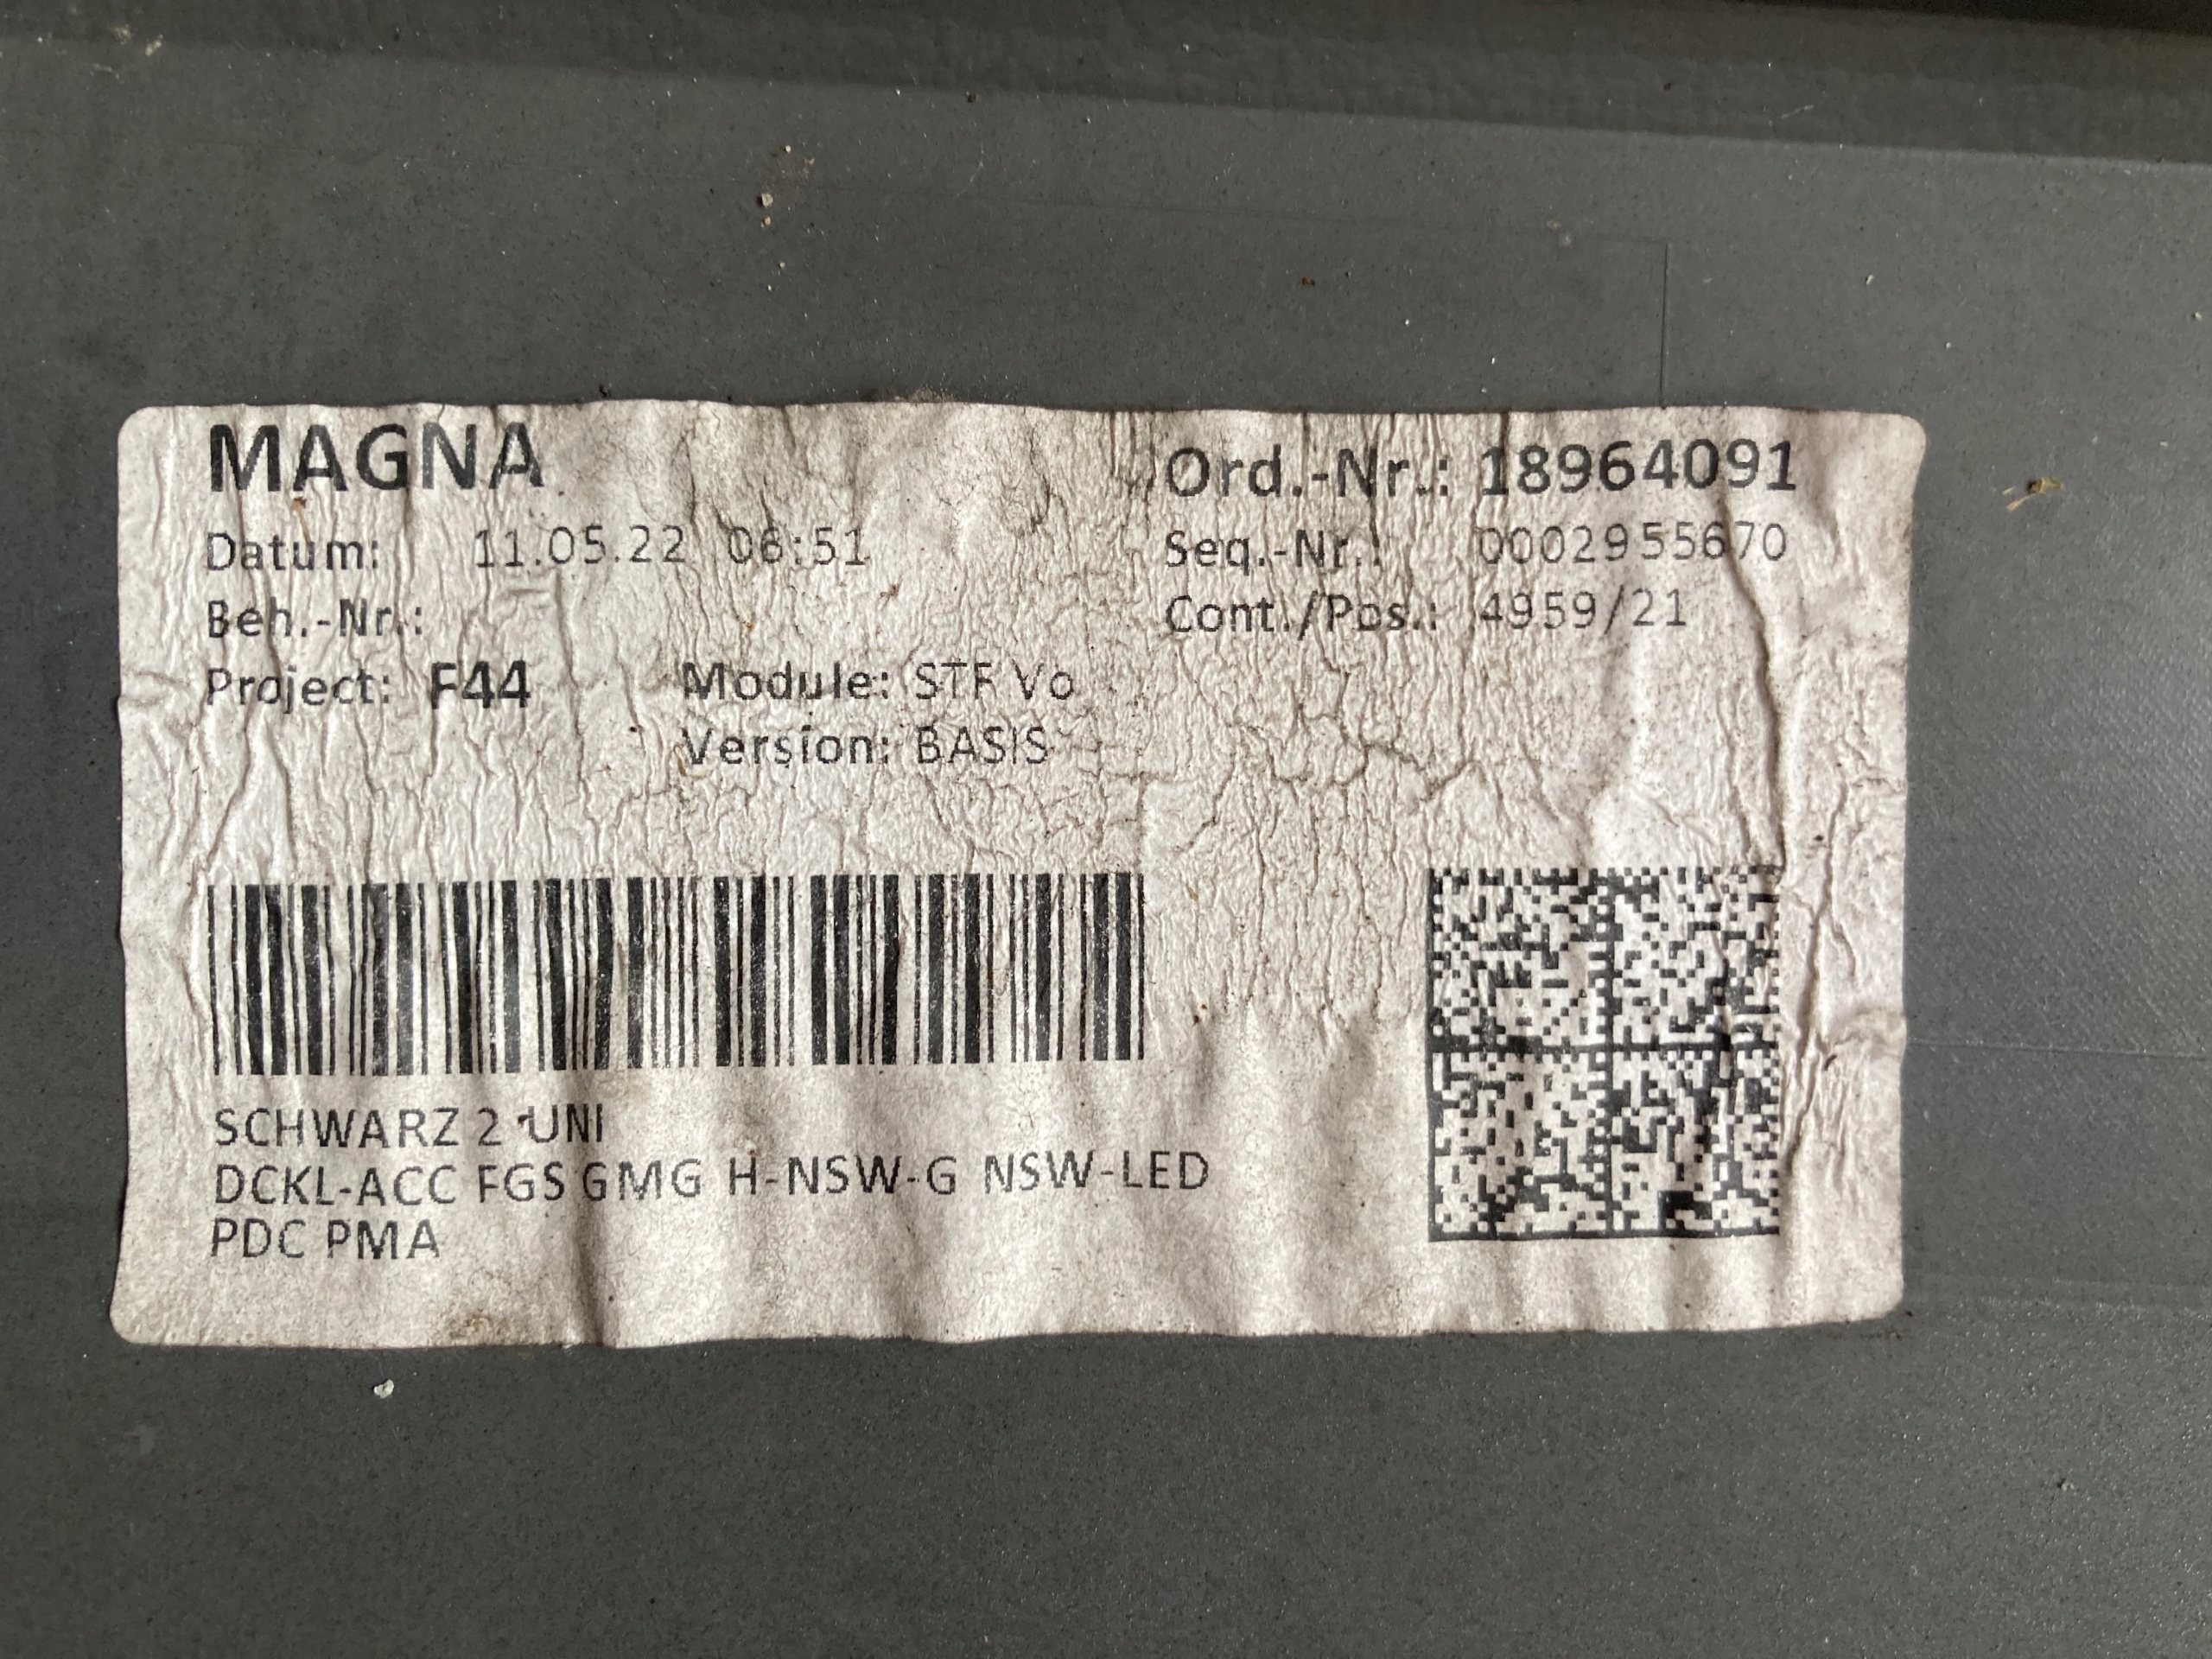 MAGNA
Ord.-Nr.: 18964091
Datum: 11.05.22 06:51
Seq.-Nr.: 0002955670
Beh.-Nr.:
Cont./Pos.: 4959/21
Project: F44
Module: STF Vo
Version: BASIS
SCHWARZ 2 -UNI
DCKL-ACC FGS GMG H-NSW-G NSW-LED
PDC PMA